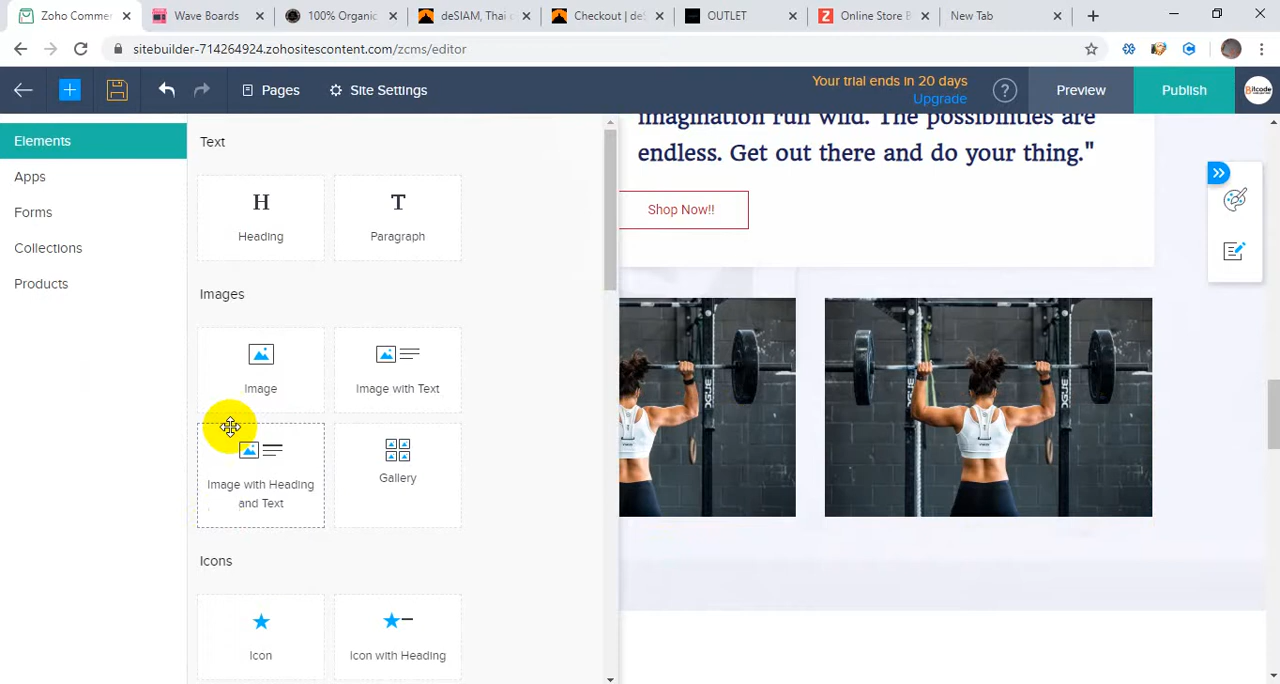 Zoho Commer
Wave Boards
100% Organic
deSIAM, Thai c
Checkout | deS
OUTLET
Online Store B
New Tab
sitebuilder-714264924.zohositescontent.com/zcms/editor
Pages
Site Settings
Your trial ends in 20 days
Upgrade
Preview
Publish
Elements
Apps
Forms
Collections
Products
Text
H
Heading
T
Paragraph
Images
Image
Image with Text
Image with Heading
and Text
Gallery
Icons
Icon
Icon with Heading
imagination run wild. The possibilities are
endless. Get out there and do your thing."
Shop Now!!